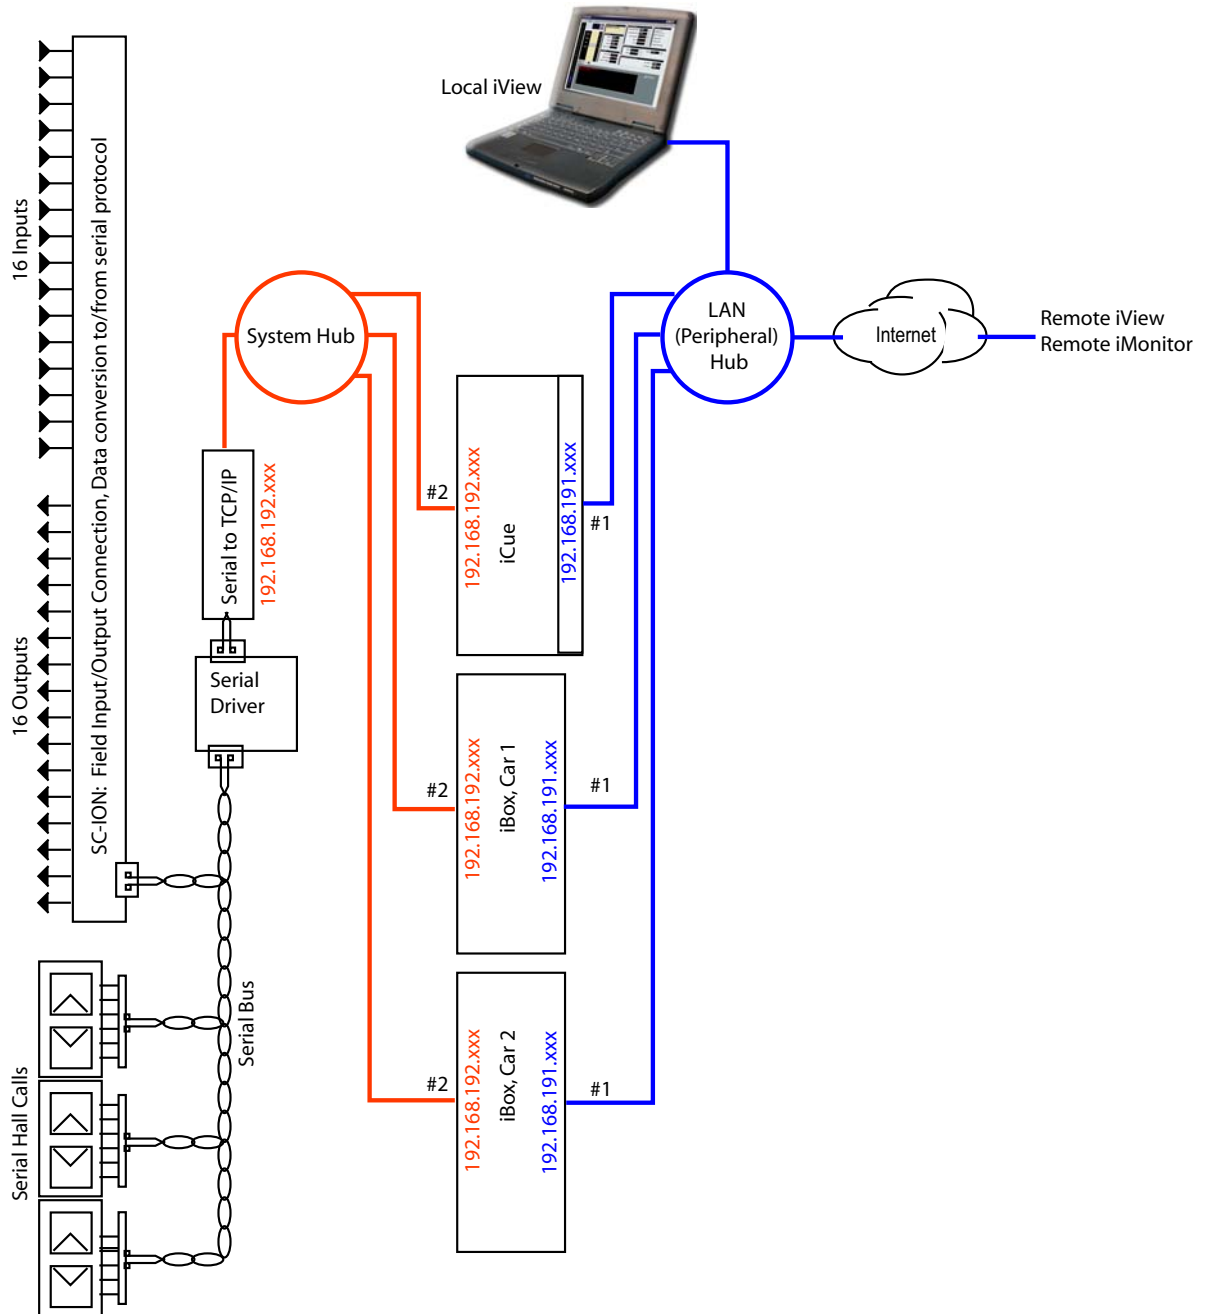 Local iView
16 Inputs
SC-ION: Field Input/Output Connection, Data conversion to/from serial protocol
16 Outputs
System Hub
LAN
(Peripheral)
Hub
Internet
Remote iView
Remote iMonitor
Serial to TCP/IP
192.168.192.xxx
#2
192.168.192.xxx
iCue
192.168.191.xxx
#1
Serial
Driver
#2
192.168.192.xxx
iBox, Car 1
192.168.191.xxx
#1
Serial Bus
#2
192.168.192.xxx
iBox, Car 2
192.168.191.xxx
#1
Serial Hall Calls